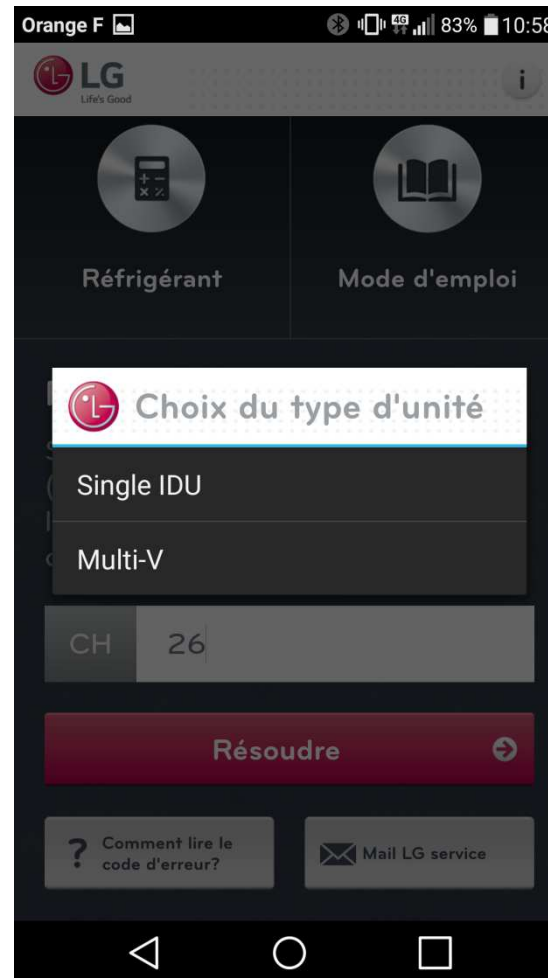 Orange F 4G 83% 10:58
LG
Life's Good
i
Réfrigérant Mode d'emploi
Choix du type d'unité
Single IDU
Multi-V
CH 26
Résoudre
? Comment lire le
code d'erreur?
Mail LG service